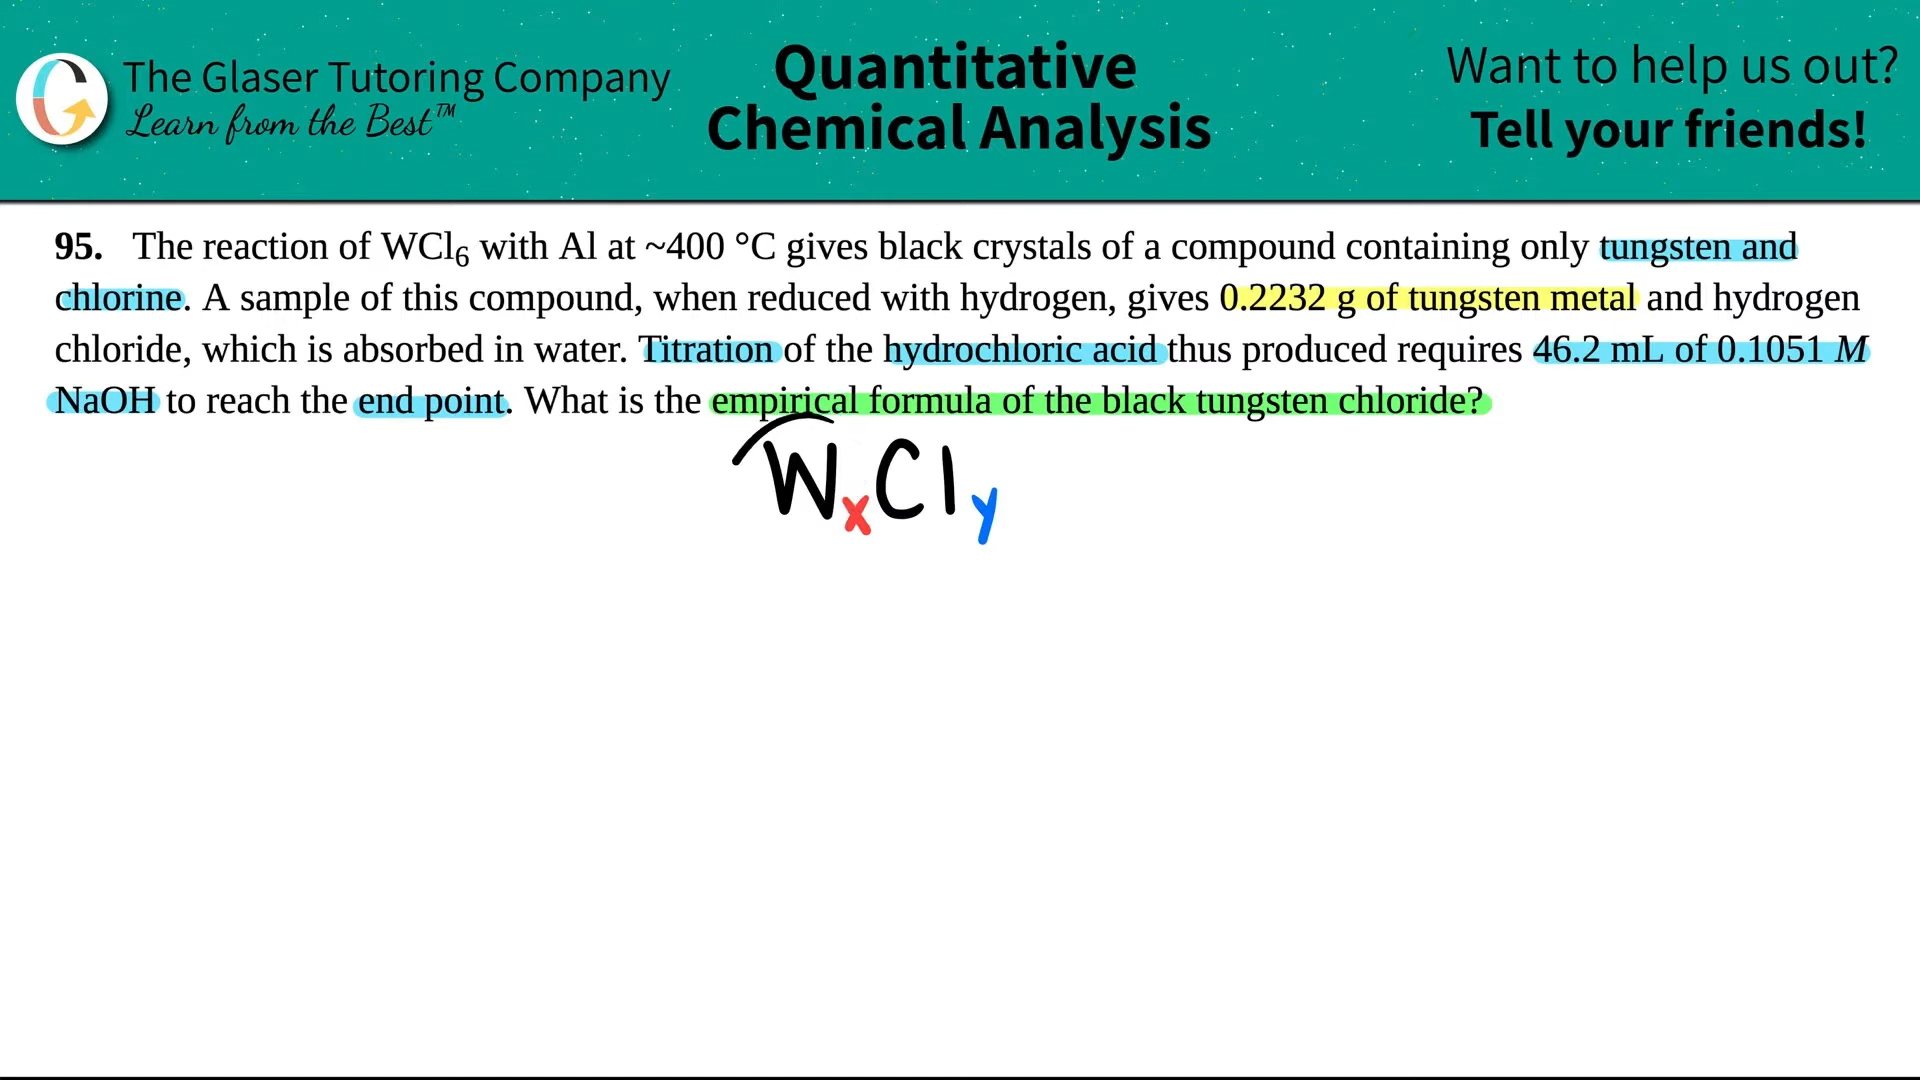 The Glaser Tutoring Company
Learn from the Best™
Quantitative
Chemical Analysis
Want to help us out?
Tell your friends!
95. The reaction of WCl₆ with Al at ~400 °C gives black crystals of a compound containing only tungsten and
chlorine. A sample of this compound, when reduced with hydrogen, gives 0.2232 g of tungsten metal and hydrogen
chloride, which is absorbed in water. Titration of the hydrochloric acid thus produced requires 46.2 mL of 0.1051 M
NaOH to reach the end point. What is the empirical formula of the black tungsten chloride?
WxCly